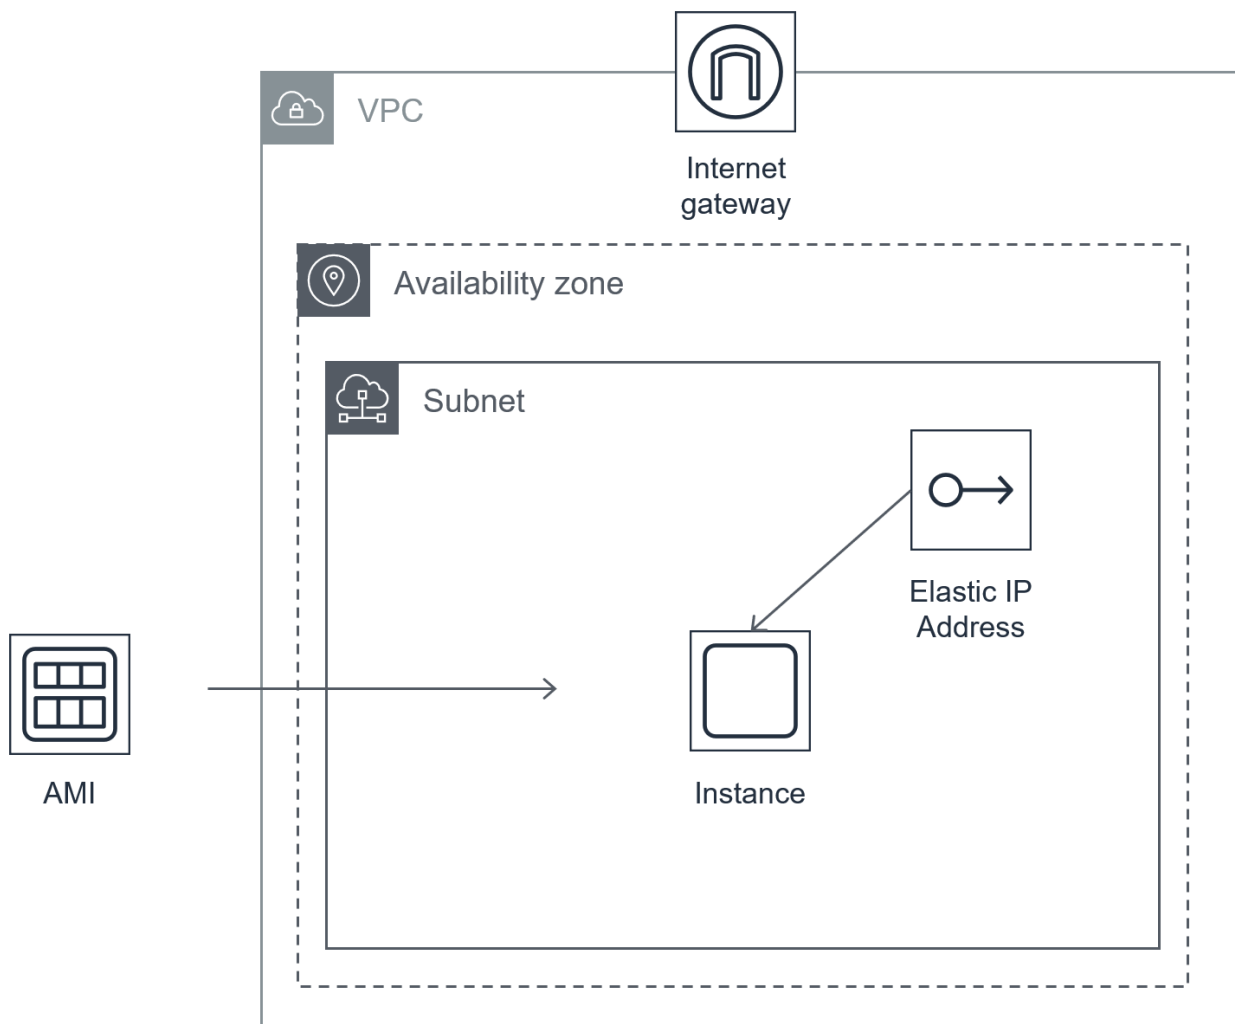 VPC
Internet
gateway
Availability zone
Subnet
Elastic IP
Address
AMI
Instance